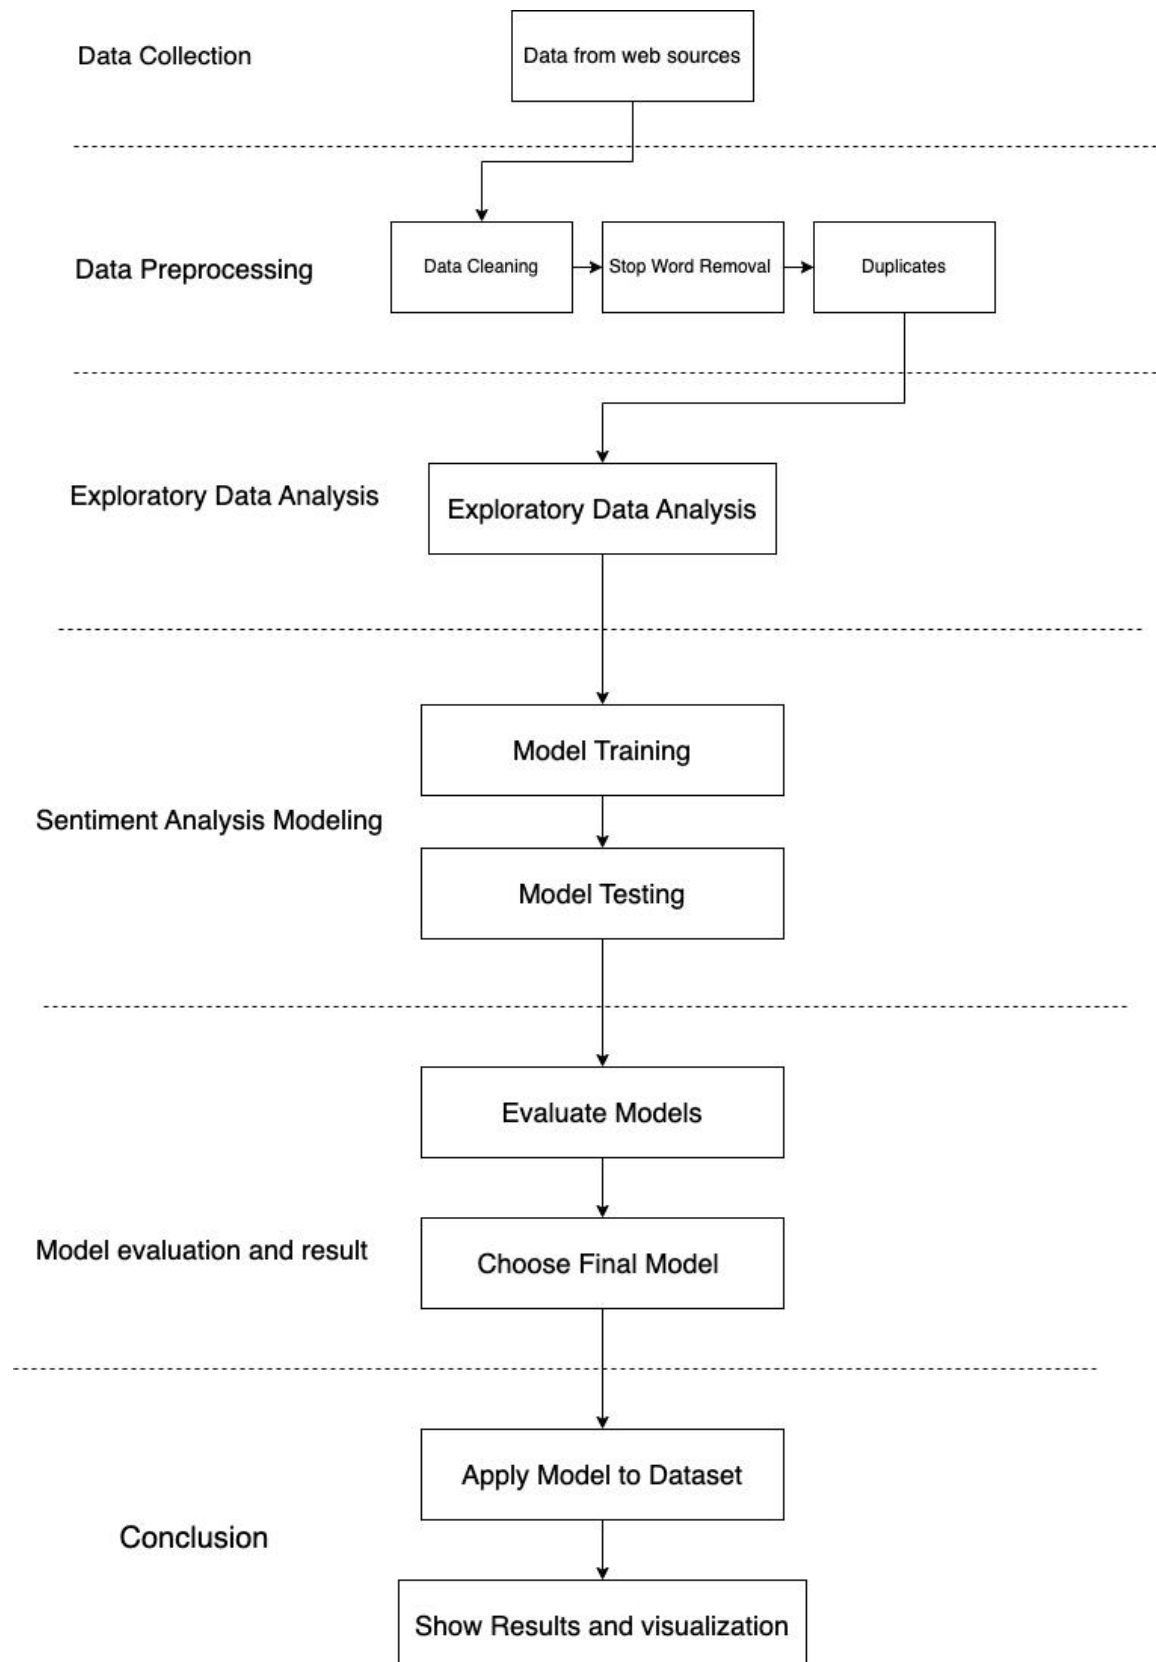 Data Collection
Data from web sources
Data Preprocessing
Data Cleaning
Stop Word Removal
Duplicates
Exploratory Data Analysis
Exploratory Data Analysis
Model Training
Sentiment Analysis Modeling
Model Testing
Evaluate Models
Model evaluation and result
Choose Final Model
Apply Model to Dataset
Conclusion
Show Results and visualization